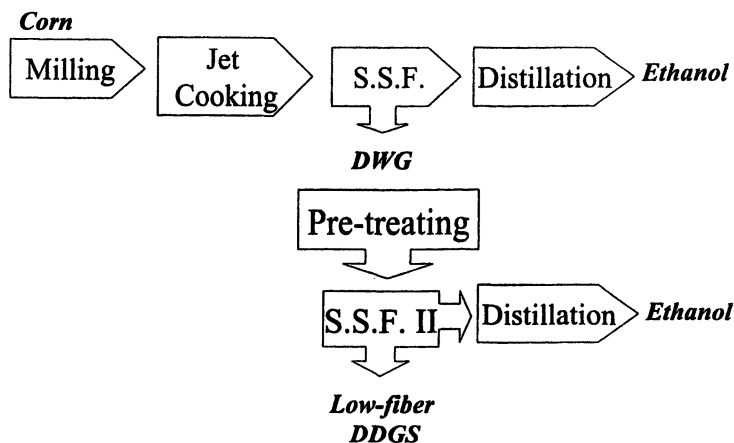 Corn
Milling
Jet
Cooking
S.S.F.
Distillation
Ethanol
DWG
Pre-treating
S.S.F. II
Distillation
Ethanol
Low-fiber
DDGS